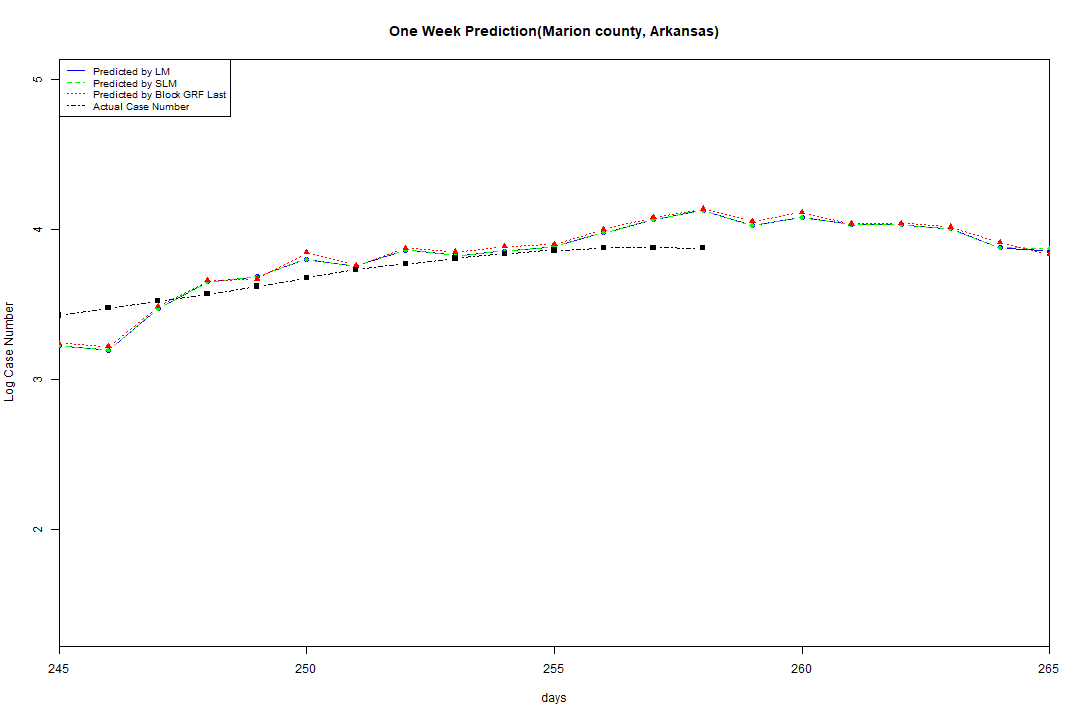 One Week Prediction(Marion county, Arkansas)
Predicted by LM
Predicted by SLM
Predicted by Block GRF Last
Actual Case Number
5
4
3
2
Log Case Number
245 250 255 260 265
days